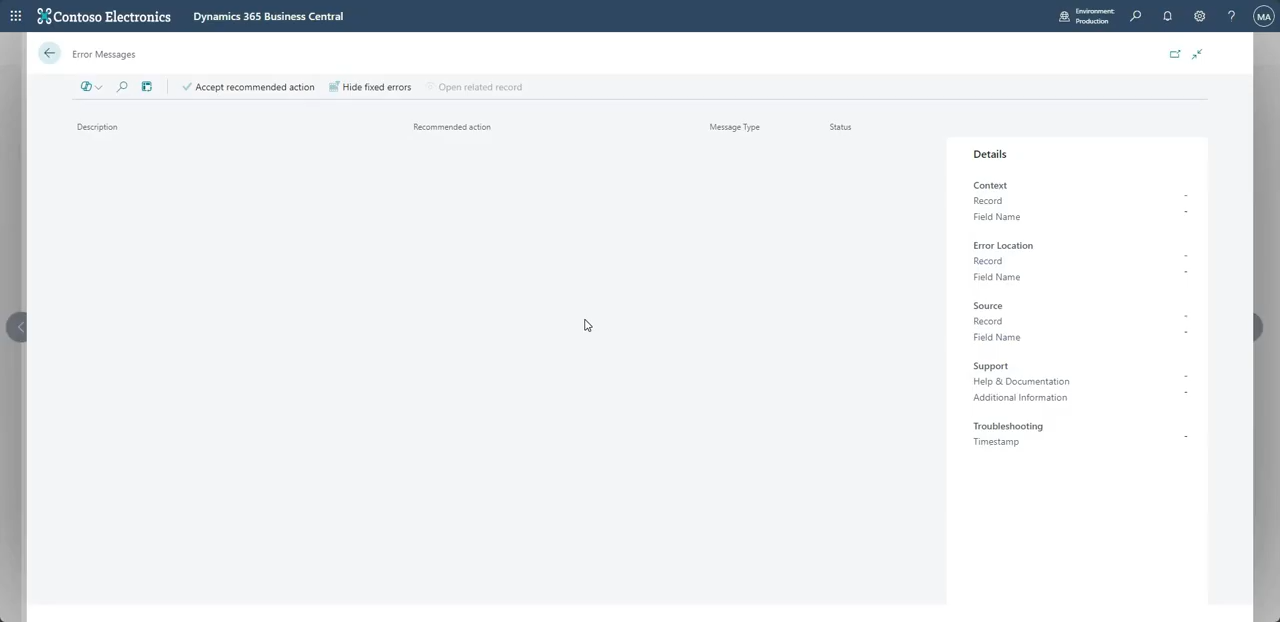 Contoso Electronics Dynamics 365 Business Central Environment: Production ? MA
Error Messages
Accept recommended action Hide fixed errors Open related record
Description Recommended action Message Type Status
Details
Context
Record -
Field Name -
Error Location
Record -
Field Name -
Source
Record -
Field Name -
Support
Help & Documentation -
Additional Information -
Troubleshooting
Timestamp -